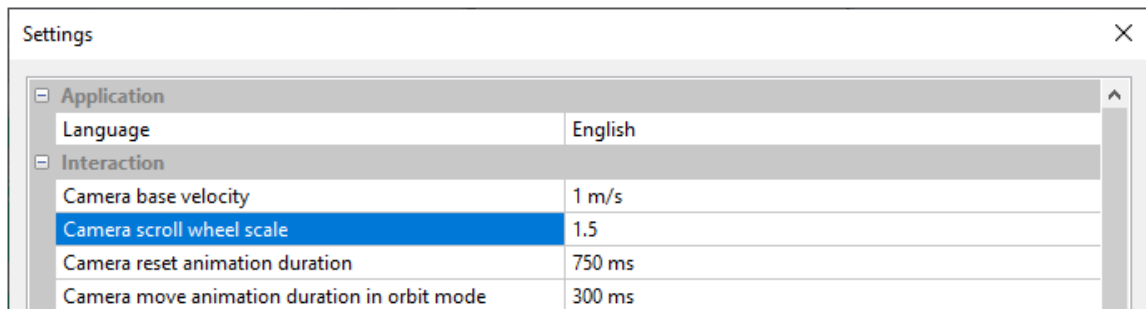 Settings
Application
Language English
Interaction
Camera base velocity 1 m/s
Camera scroll wheel scale 1.5
Camera reset animation duration 750 ms
Camera move animation duration in orbit mode 300 ms